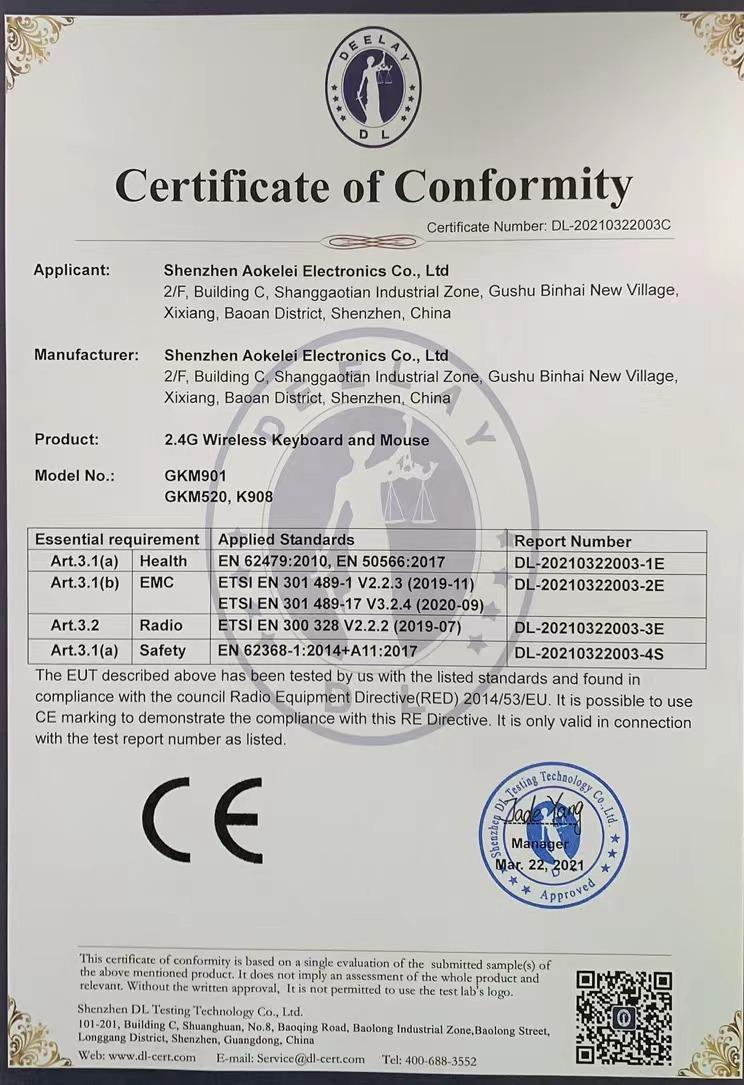 DEELAY
DL
Certificate of Conformity
Certificate Number: DL-20210322003C
Applicant: Shenzhen Aokelei Electronics Co., Ltd
2/F, Building C, Shanggaotian Industrial Zone, Gushu Binhai New Village,
Xixiang, Baoan District, Shenzhen, China
Manufacturer: Shenzhen Aokelei Electronics Co., Ltd
2/F, Building C, Shanggaotian Industrial Zone, Gushu Binhai New Village,
Xixiang, Baoan District, Shenzhen, China
Product: 2.4G Wireless Keyboard and Mouse
Model No.: GKM901
GKM520, K908
DEELAY
DL
Essential requirement Applied Standards Report Number
Art.3.1(a) Health EN 62479:2010, EN 50566:2017 DL-20210322003-1E
Art.3.1(b) EMC ETSI EN 301 489-1 V2.2.3 (2019-11) DL-20210322003-2E
ETSI EN 301 489-17 V3.2.4 (2020-09)
Art.3.2 Radio ETSI EN 300 328 V2.2.2 (2019-07) DL-20210322003-3E
Art.3.1(a) Safety EN 62368-1:2014+A11:2017 DL-20210322003-4S
The EUT described above has been tested by us with the listed standards and found in
compliance with the council Radio Equipment Directive(RED) 2014/53/EU. It is possible to use
CE marking to demonstrate the compliance with this RE Directive. It is only valid in connection
with the test report number as listed.
CE
Shenzhen DL Testing Technology Co., Ltd.
Jade Yang
Manager
Mar. 22, 2021
Approved
This certificate of conformity is based on a single evaluation of the submitted sample(s) of
the above mentioned product. It does not imply an assessment of the whole product and
relevant. Without the written approval, It is not permitted to use the test lab's logo.
Shenzhen DL Testing Technology Co., Ltd.
101-201, Building C, Shuanghuan, No.8, Baoqing Road, Baolong Industrial Zone,Baolong Street,
Longgang District, Shenzhen, Guangdong, China
Web: www.dl-cert.com E-mail: Service@dl-cert.com Tel: 400-688-3552